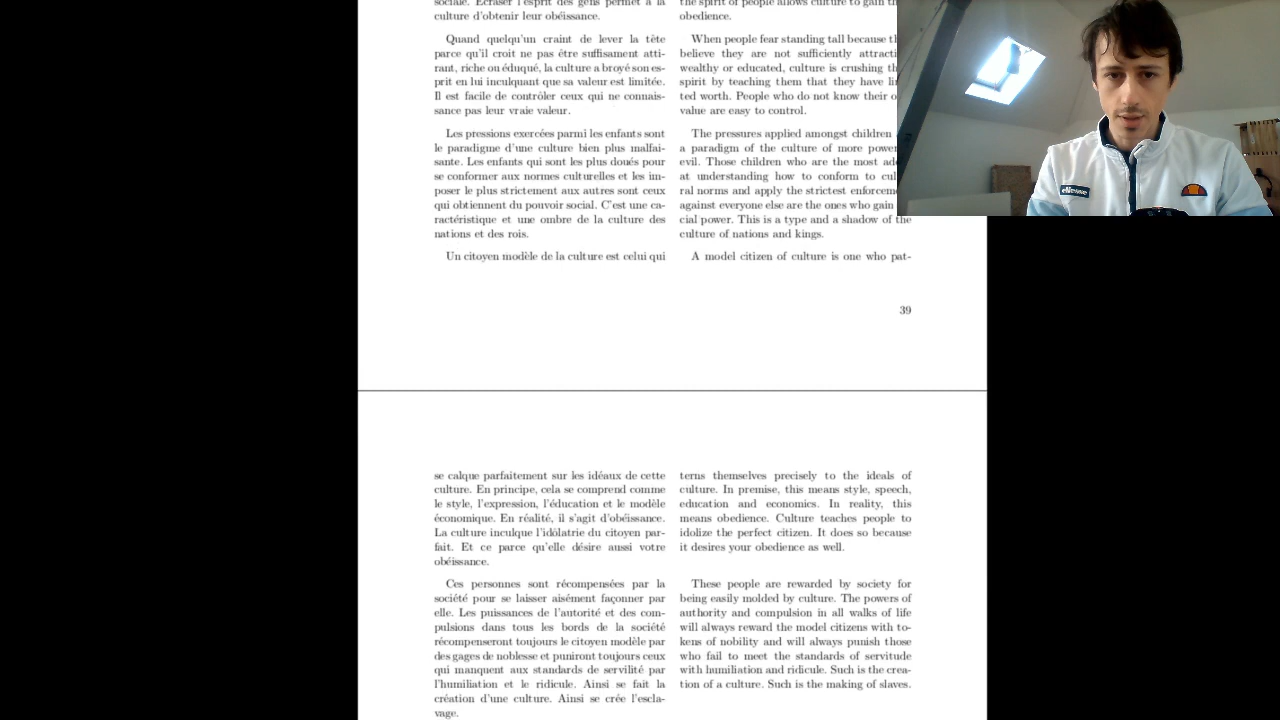 sociale. Écraser l'esprit des gens permet à la
culture d'obtenir leur obéissance.
Quand quelqu'un craint de lever la tête
parce qu'il croit ne pas être suffisament atti-
rant, riche ou éduqué, la culture a broyé son es-
prit en lui inculquant que sa valeur est limitée.
Il est facile de contrôler ceux qui ne connais-
sance pas leur vraie valeur.
Les pressions exercées parmi les enfants sont
le paradigme d'une culture bien plus malfai-
sante. Les enfants qui sont les plus doués pour
se conformer aux normes culturelles et les im-
poser le plus strictement aux autres sont ceux
qui obtiennent du pouvoir social. C'est une ca-
ractéristique et une ombre de la culture des
nations et des rois.
Un citoyen modèle de la culture est celui qui
the spirit of people allows culture to gain
obedience.
When people fear standing tall because
believe they are not sufficiently
wealthy or educated, culture is crushing
spirit by teaching them that they have
ted worth. People who do not know their
value are easy to control.
The pressures applied amongst children
a paradigm of the culture of more
evil. Those children who are the most
at understanding how to conform to
ral norms and apply the strictest
against everyone else are the ones who gain
cial power. This is a type and a shadow of the
culture of nations and kings.
A model citizen of culture is one who pat-
39
se calque parfaitement sur les idéaux de cette
culture. En principe, cela se comprend comme
le style, l'expression, l'éducation et le modèle
économique. En réalité, il s'agit d'obéissance.
La culture inculque l'idôlatrie du citoyen par-
fait. Et ce parce qu'elle désire aussi votre
obéissance.
Ces personnes sont récompensées par la
société pour se laisser aisément façonner par
elle. Les puissances de l'autorité et des com-
pulsions dans tous les bords de la société
récompenseront toujours le citoyen modèle par
des gages de noblesse et puniront toujours ceux
qui manquent aux standards de servilité par
l'humiliation et le ridicule. Ainsi se fait la
création d'une culture. Ainsi se crée l'escla-
vage.
terns themselves precisely to the ideals of
culture. In premise, this means style, speech,
education and economics. In reality, this
means obedience. Culture teaches people to
idolize the perfect citizen. It does so because
it desires your obedience as well.
These people are rewarded by society for
being easily molded by culture. The powers of
authority and compulsion in all walks of life
will always reward the model citizens with to-
kens of nobility and will always punish those
who fail to meet the standards of servitude
with humiliation and ridicule. Such is the crea-
tion of a culture. Such is the making of slaves.
ellesse